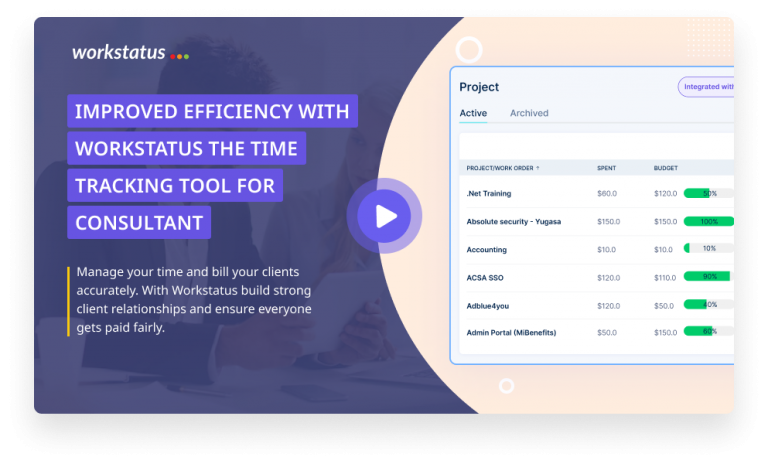 workstatus
IMPROVED EFFICIENCY WITH
WORKSTATUS THE TIME
TRACKING TOOL FOR
CONSULTANT
Manage your time and bill your clients
accurately. With Workstatus build strong
client relationships and ensure everyone
gets paid fairly.
Project
Integrated with
Active Archived
PROJECT/WORK ORDER ↑ SPENT BUDGET
.Net Training $60.0 $120.0 50%
Absolute security - Yugasa $150.0 $150.0 100%
Accounting $10.0 $10.0 10%
ACSA SSO $120.0 $110.0 90%
Adblue4you $120.0 $50.0 40%
Admin Portal (MiBenefits) $50.0 $150.0 60%